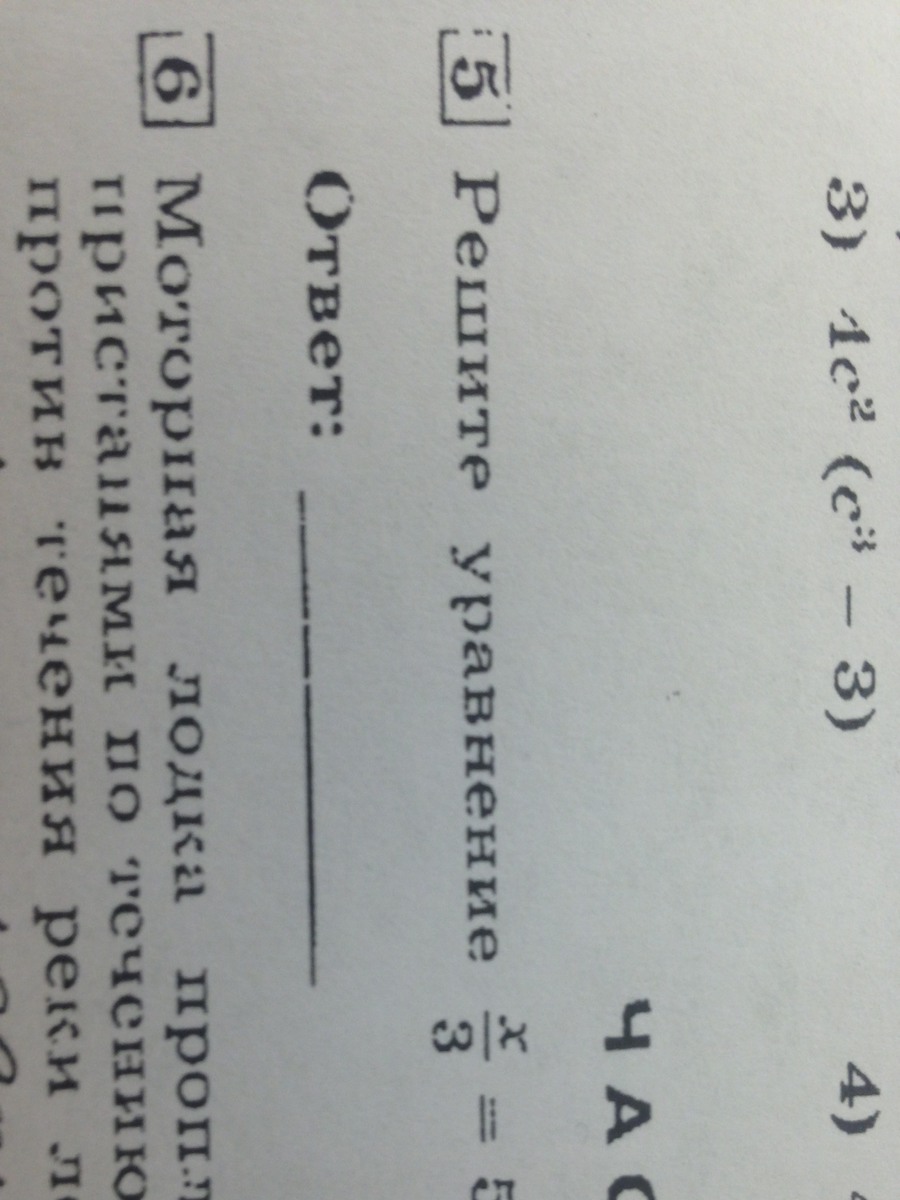 3) 4c² (c³ − 3) 4)
ЧА
5 Решите уравнение x/3 =
Ответ:
6 Моторная лодка
пристанями по
против течения реки